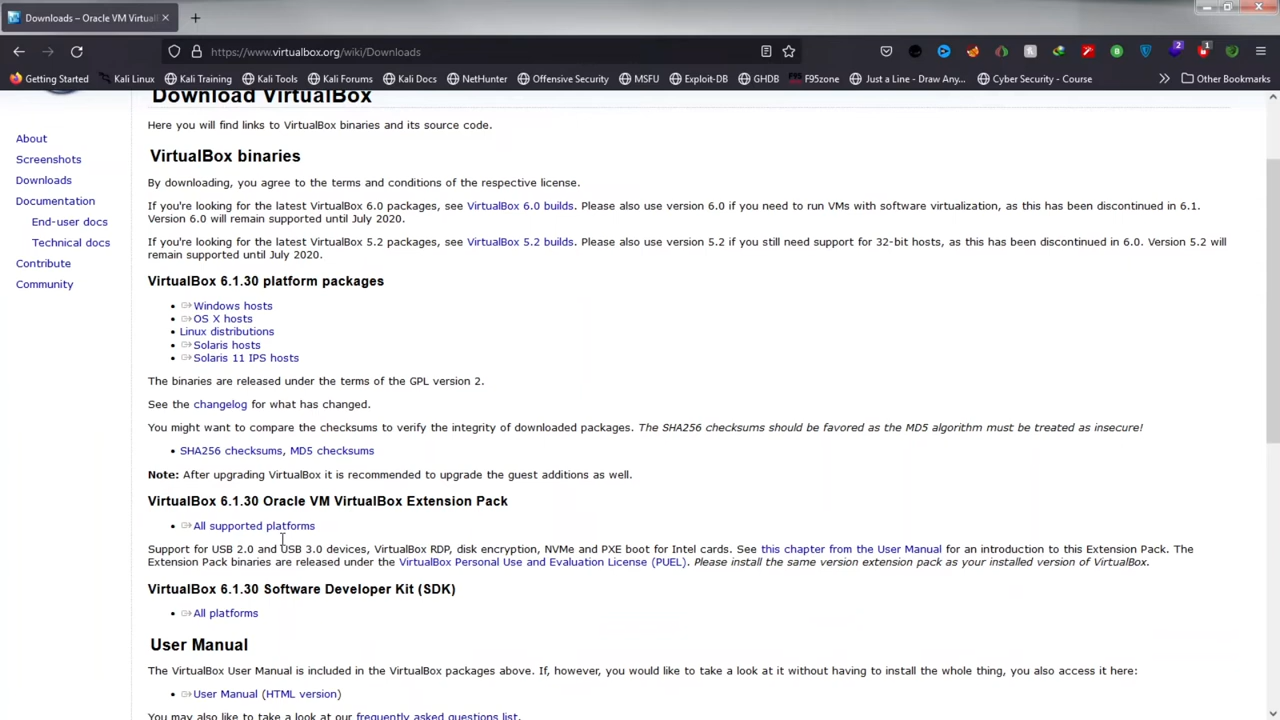 Downloads – Oracle VM Virtuall
https://www.virtualbox.org/wiki/Downloads
2
1
Getting Started
Kali Linux
Kali Training
Kali Tools
Kali Forums
Kali Docs
NetHunter
Offensive Security
MSFU
Exploit-DB
GHDB
F95zone
Just a Line - Draw Any...
Cyber Security - Course
Other Bookmarks
Download VirtualBox
Here you will find links to VirtualBox binaries and its source code.
About
Screenshots
Downloads
Documentation
End-user docs
Technical docs
Contribute
Community
VirtualBox binaries
By downloading, you agree to the terms and conditions of the respective license.
If you're looking for the latest VirtualBox 6.0 packages, see VirtualBox 6.0 builds. Please also use version 6.0 if you need to run VMs with software virtualization, as this has been discontinued in 6.1.
Version 6.0 will remain supported until July 2020.
If you're looking for the latest VirtualBox 5.2 packages, see VirtualBox 5.2 builds. Please also use version 5.2 if you still need support for 32-bit hosts, as this has been discontinued in 6.0. Version 5.2 will
remain supported until July 2020.
VirtualBox 6.1.30 platform packages
• Windows hosts
• OS X hosts
• Linux distributions
• Solaris hosts
• Solaris 11 IPS hosts
The binaries are released under the terms of the GPL version 2.
See the changelog for what has changed.
You might want to compare the checksums to verify the integrity of downloaded packages. The SHA256 checksums should be favored as the MD5 algorithm must be treated as insecure!
• SHA256 checksums, MD5 checksums
Note: After upgrading VirtualBox it is recommended to upgrade the guest additions as well.
VirtualBox 6.1.30 Oracle VM VirtualBox Extension Pack
• All supported platforms
Support for USB 2.0 and USB 3.0 devices, VirtualBox RDP, disk encryption, NVMe and PXE boot for Intel cards. See this chapter from the User Manual for an introduction to this Extension Pack. The
Extension Pack binaries are released under the VirtualBox Personal Use and Evaluation License (PUEL). Please install the same version extension pack as your installed version of VirtualBox.
VirtualBox 6.1.30 Software Developer Kit (SDK)
• All platforms
User Manual
The VirtualBox User Manual is included in the VirtualBox packages above. If, however, you would like to take a look at it without having to install the whole thing, you also access it here:
• User Manual (HTML version)
You may also like to take a look at our frequently asked questions list.